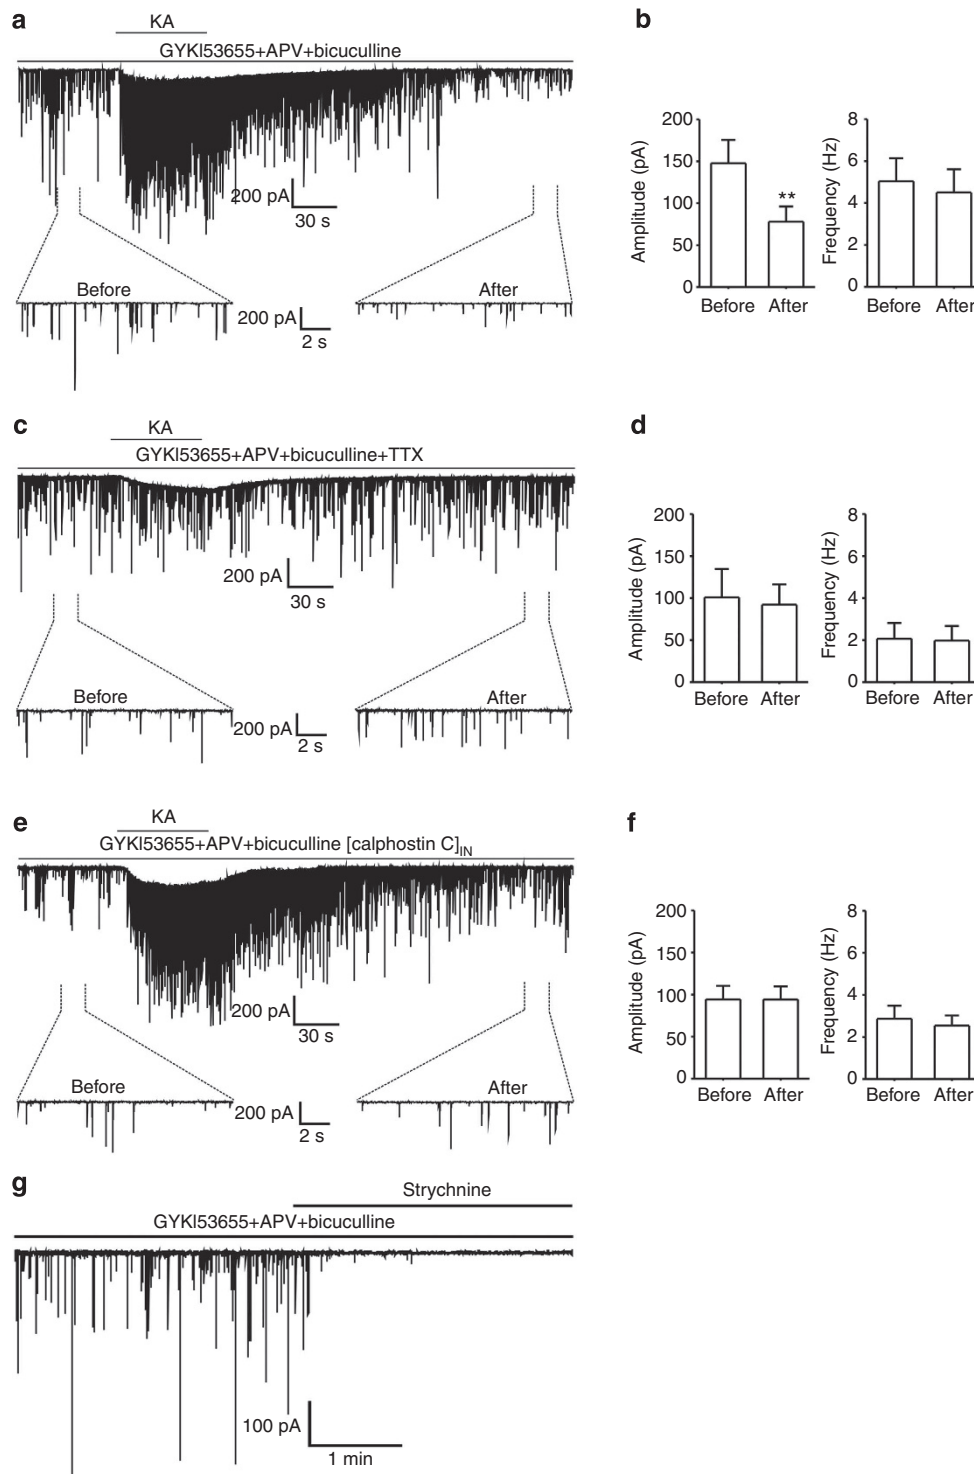 a
KA
GYKI53655+APV+bicuculline
200 pA
30 s
Before
After
200 pA
2 s
b
Amplitude (pA)
200
150
100
50
0
**
Before After
Frequency (Hz)
8
6
4
2
0
Before After
c
KA
GYKI53655+APV+bicuculline+TTX
200 pA
30 s
Before
After
200 pA
2 s
d
Amplitude (pA)
200
150
100
50
0
Before After
Frequency (Hz)
8
6
4
2
0
Before After
e
KA
GYKI53655+APV+bicuculline [calphostin C]IN
200 pA
30 s
Before
After
200 pA
2 s
f
Amplitude (pA)
200
150
100
50
0
Before After
Frequency (Hz)
8
6
4
2
0
Before After
g
Strychnine
GYKI53655+APV+bicuculline
100 pA
1 min